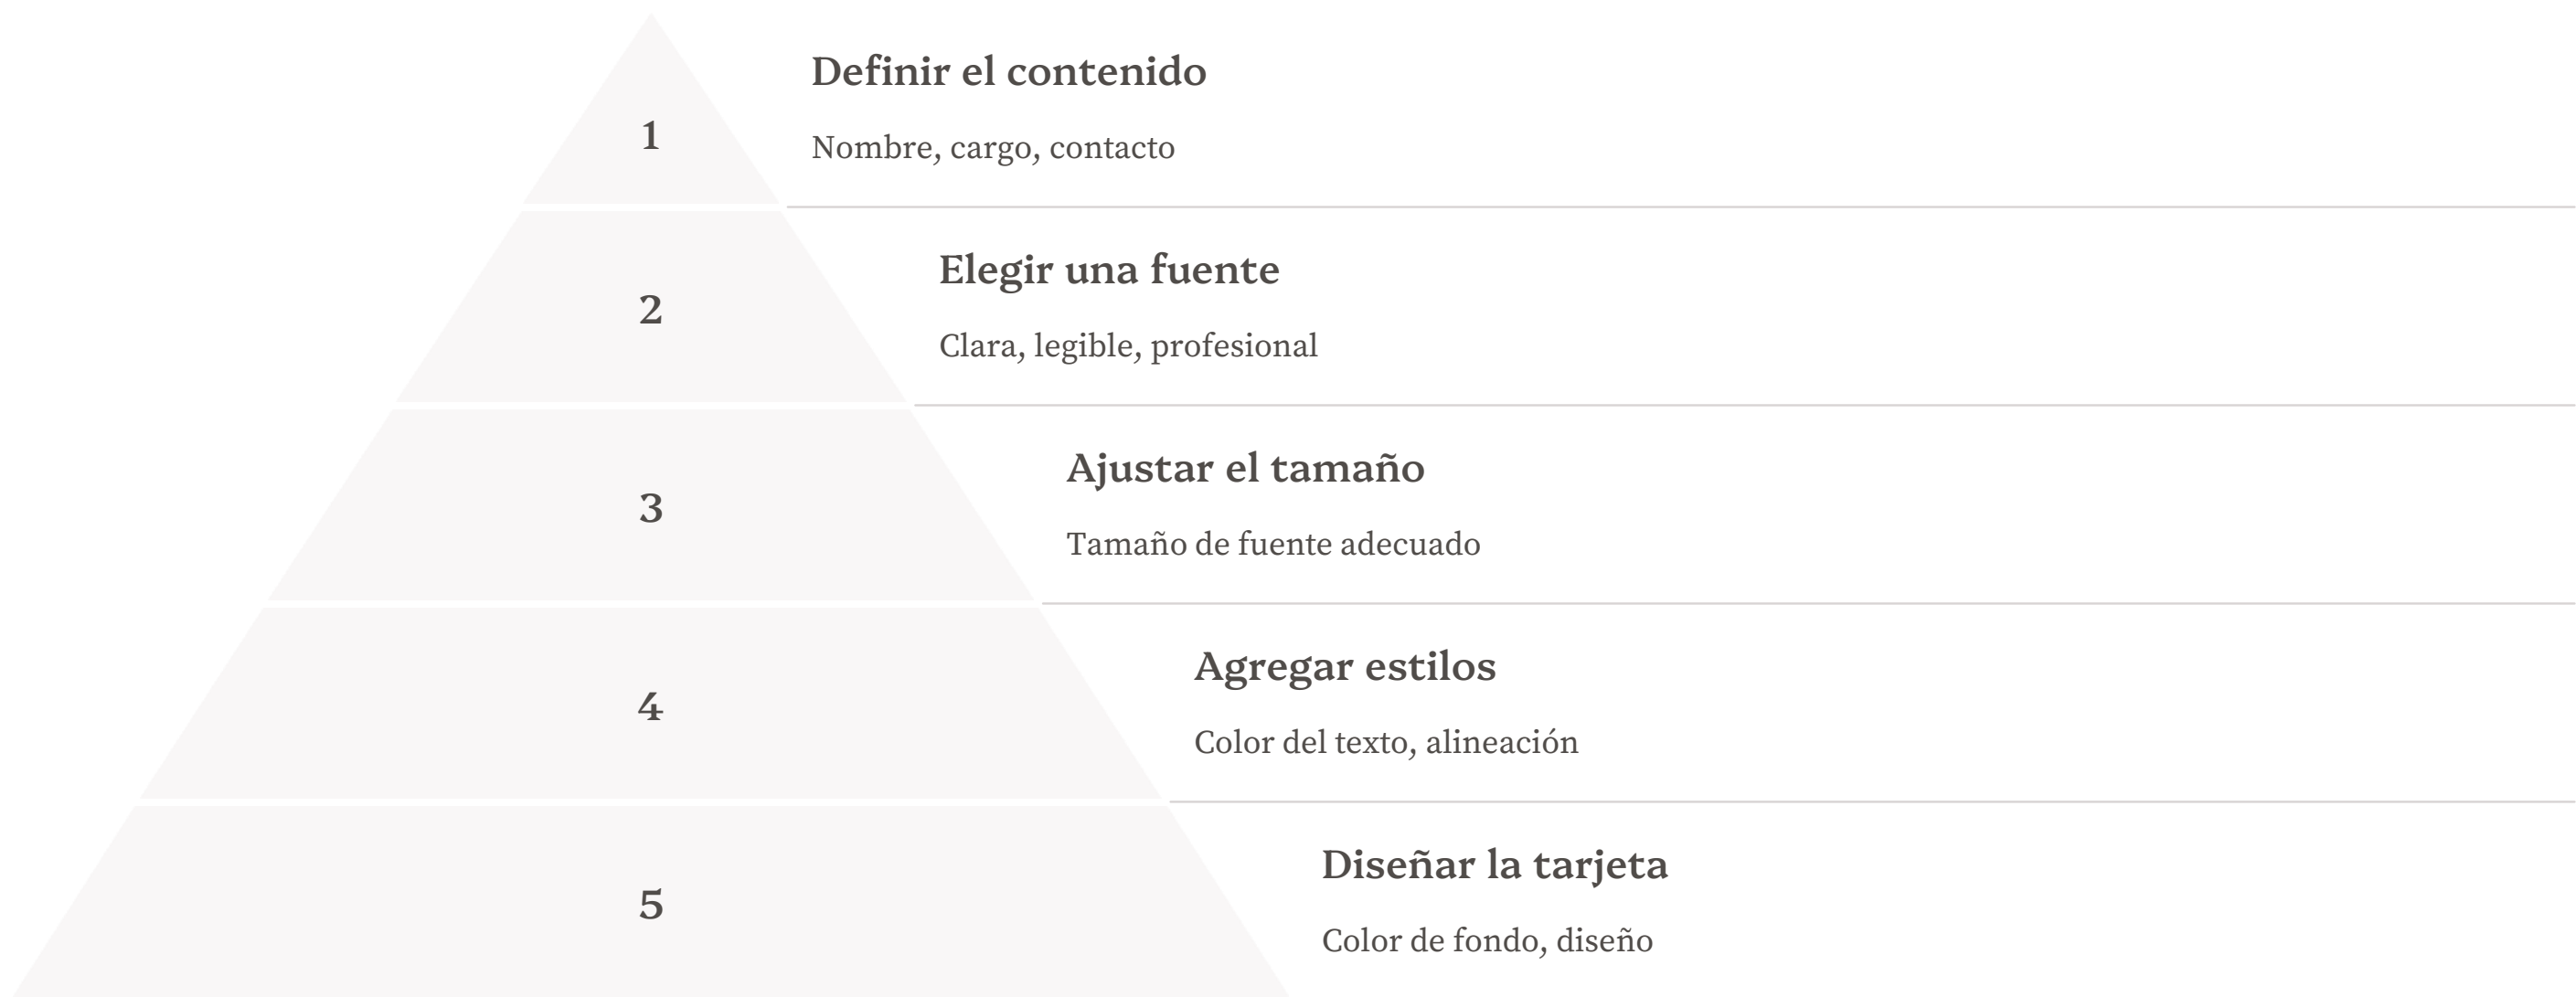 Definir el contenido
1
Nombre, cargo, contacto
Elegir una fuente
2
Clara, legible, profesional
Ajustar el tamaño
3
Tamaño de fuente adecuado
Agregar estilos
4
Color del texto, alineación
Diseñar la tarjeta
5
Color de fondo, diseño